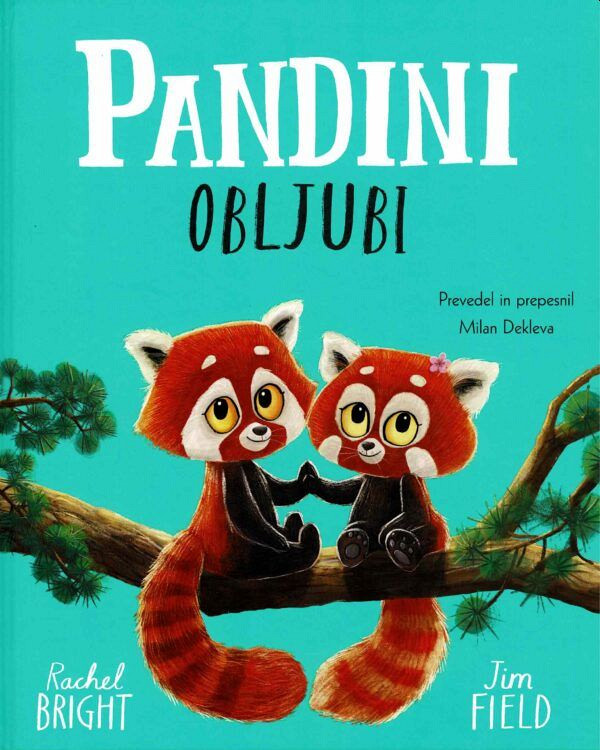 PANDINI
OBLJUBI
Prevedel in prepesnil
Milan Dekleva
Rachel
BRIGHT
Jim
FIELD